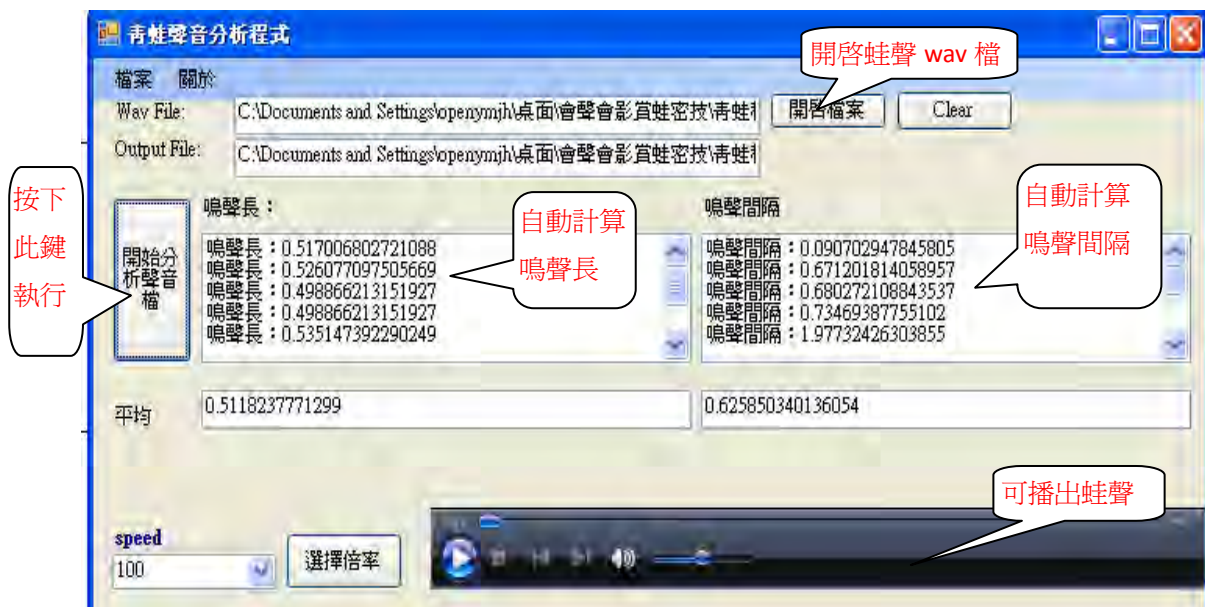 青蛙聲音分析程式
開啓蛙聲 wav 檔
檔案 關於
Wav File:
C:\Documents and Settings\openymjh\桌面\會聲會影賞蛙密技\青蛙
開啓檔案
Clear
Output File:
C:\Documents and Settings\openymjh\桌面\會聲會影賞蛙密技\青蛙
按下
此鍵
執行
開始分
析聲音
檔
鳴聲長：
鳴聲長：0.517006802721088
鳴聲長：0.526077097505669
鳴聲長：0.498866213151927
鳴聲長：0.498866213151927
鳴聲長：0.535147392290249
自動計算
鳴聲長
鳴聲間隔
鳴聲間隔：0.090702947845805
鳴聲間隔：0.671201814058957
鳴聲間隔：0.680272108843537
鳴聲間隔：0.73469387755102
鳴聲間隔：1.97732426303855
自動計算
鳴聲間隔
平均
0.5118237771299
0.625850340136054
可播出蛙聲
speed
100
選擇倍率